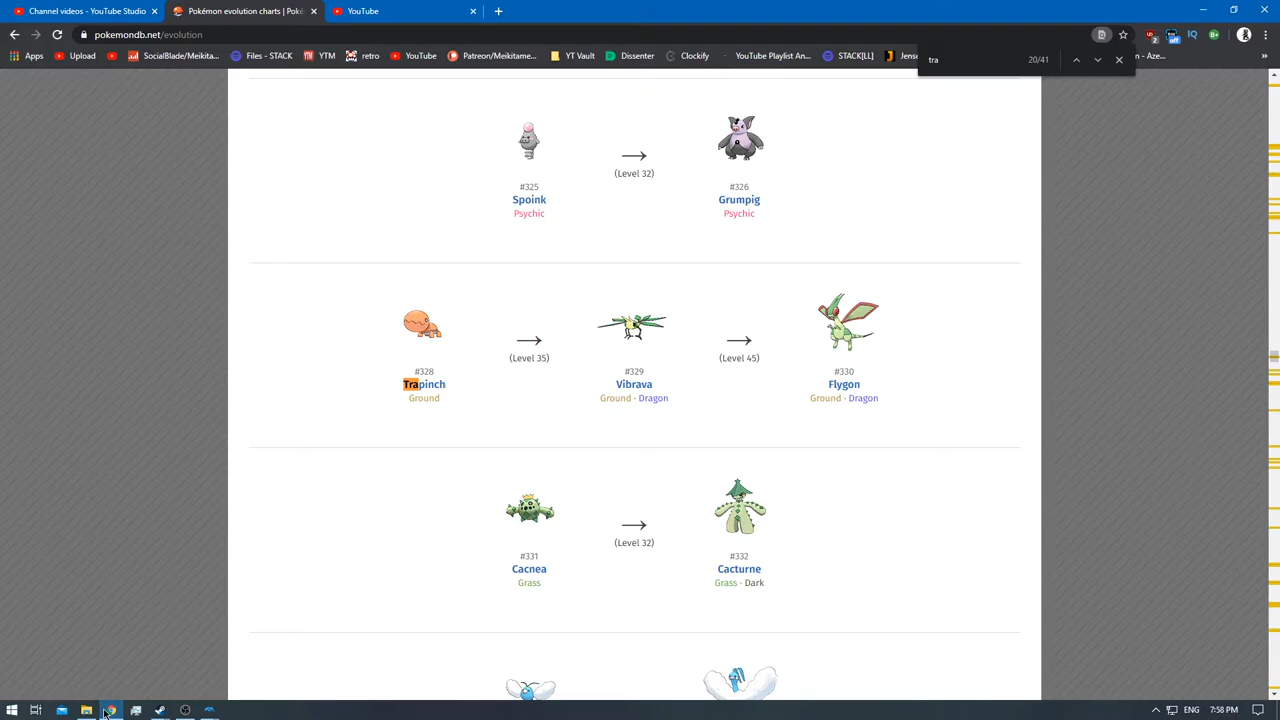 Channel videos - YouTube Studio
Pokémon evolution charts | Poké
YouTube
pokemondb.net/evolution
Apps
Upload
SocialBlade/Meikita...
Files - STACK
YTM
retro
YouTube
Patreon/Meikitame...
YT Vault
Dissenter
Clockify
YouTube Playlist An...
STACK[LL]
Jense
n - Aze...
tra
20/41
#325
Spoink
Psychic
(Level 32)
#326
Grumpig
Psychic
#328
Trapinch
Ground
(Level 35)
#329
Vibrava
Ground · Dragon
(Level 45)
#330
Flygon
Ground · Dragon
#331
Cacnea
Grass
(Level 32)
#332
Cacturne
Grass · Dark
ENG
7:58 PM